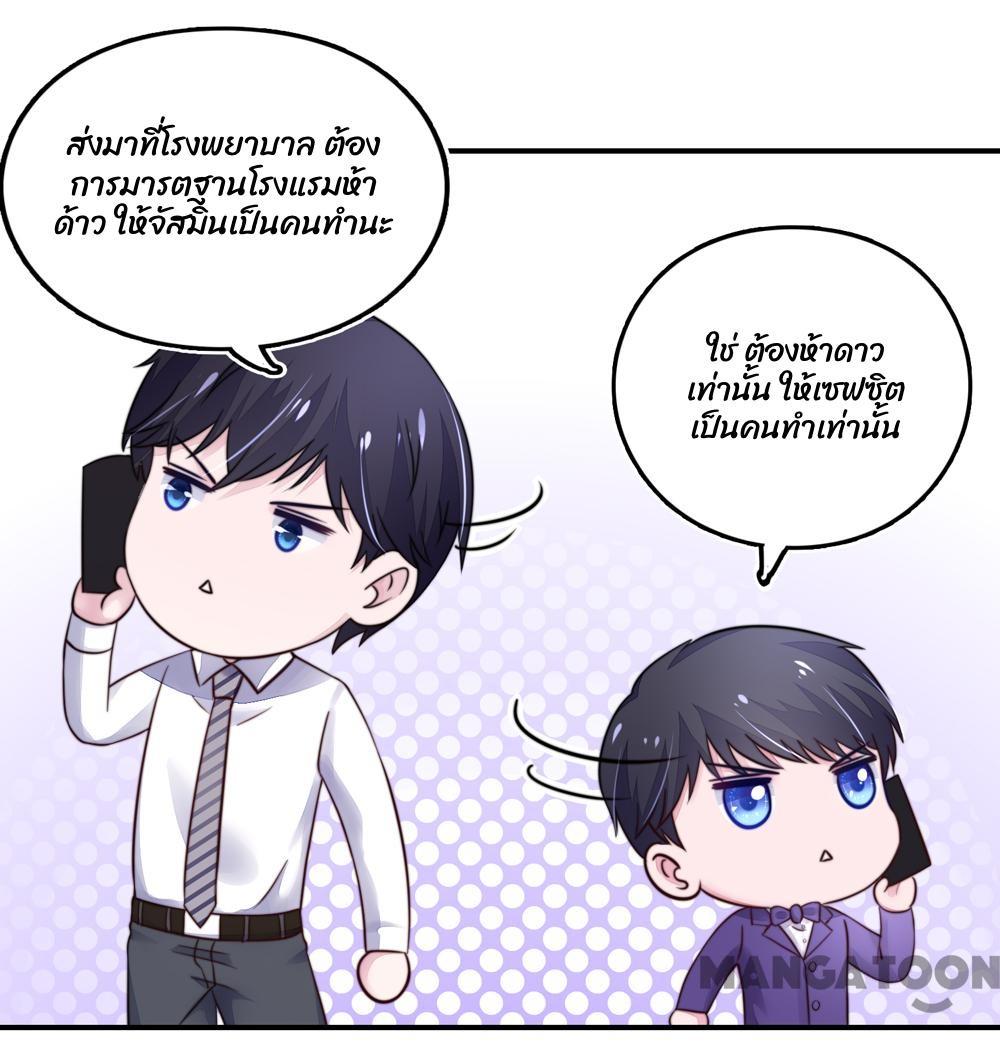 ส่งมาที่โรงพยาบาล ต้อง
การมารตฐานโรงแรมห้า
ด้าว ให้จัสมินเป็นคนทำนะ
ใช่ ต้องห้าดาว
เท่านั้น ให้เซฟซิต
เป็นคนทำเท่านั้น
MANGATOON